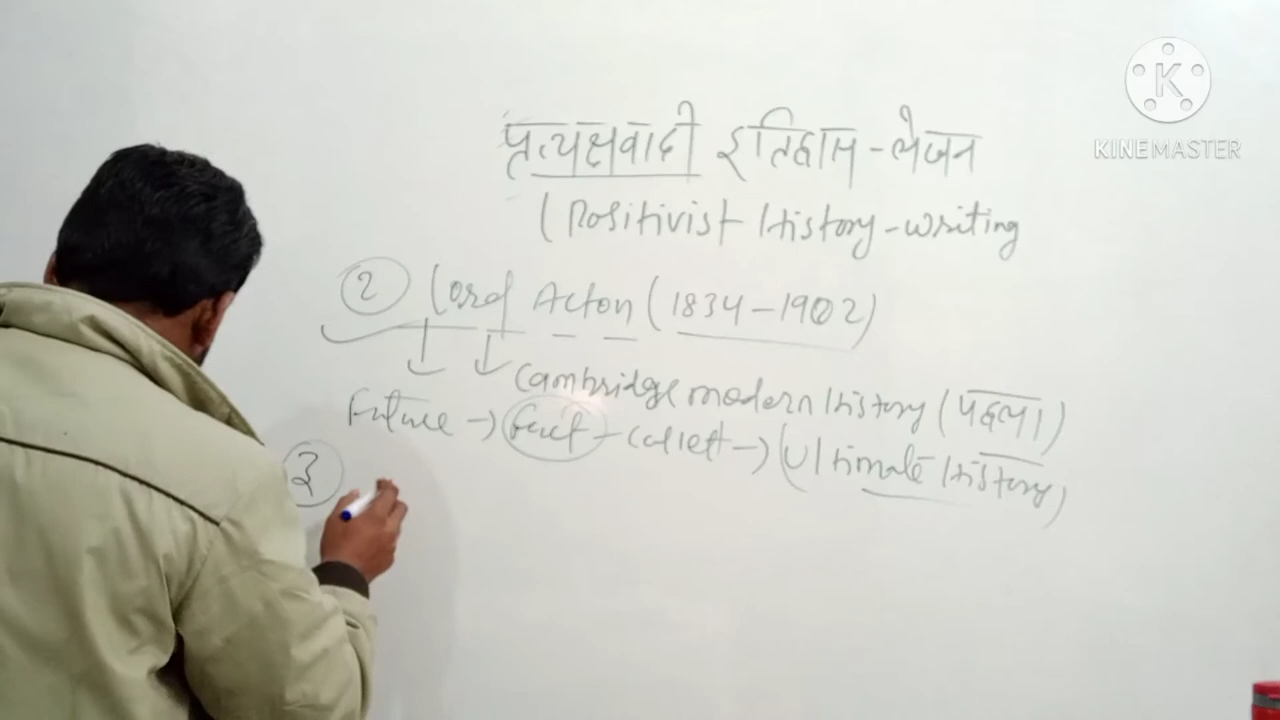 प्रत्यक्षवादी इतिहास-लेखन
(Positivist History-writing
② Lord Acton (1834-1902)
Cambridge modern History (पहला)
Future → Fact - Collect → (Ultimate History)
③
KINEMASTER